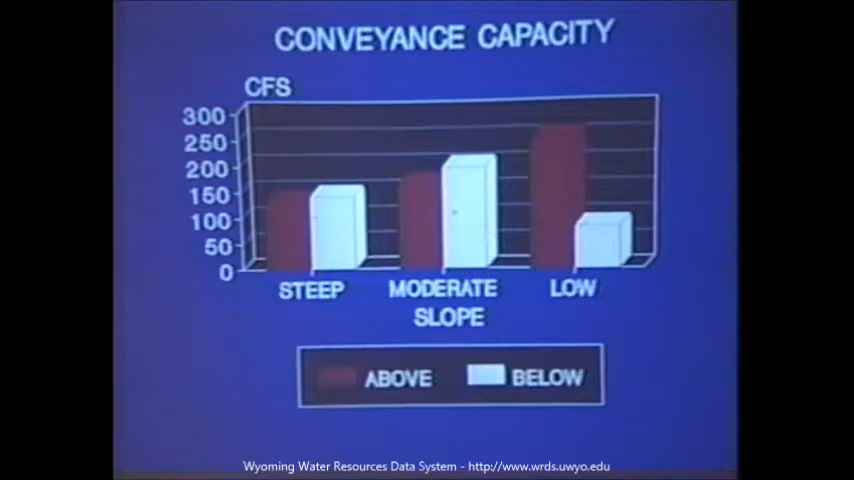 CONVEYANCE CAPACITY
CFS
300
250
200
150
100
50
0
STEEP MODERATE LOW
SLOPE
ABOVE BELOW
Wyoming Water Resources Data System - http://www.wrds.uwyo.edu